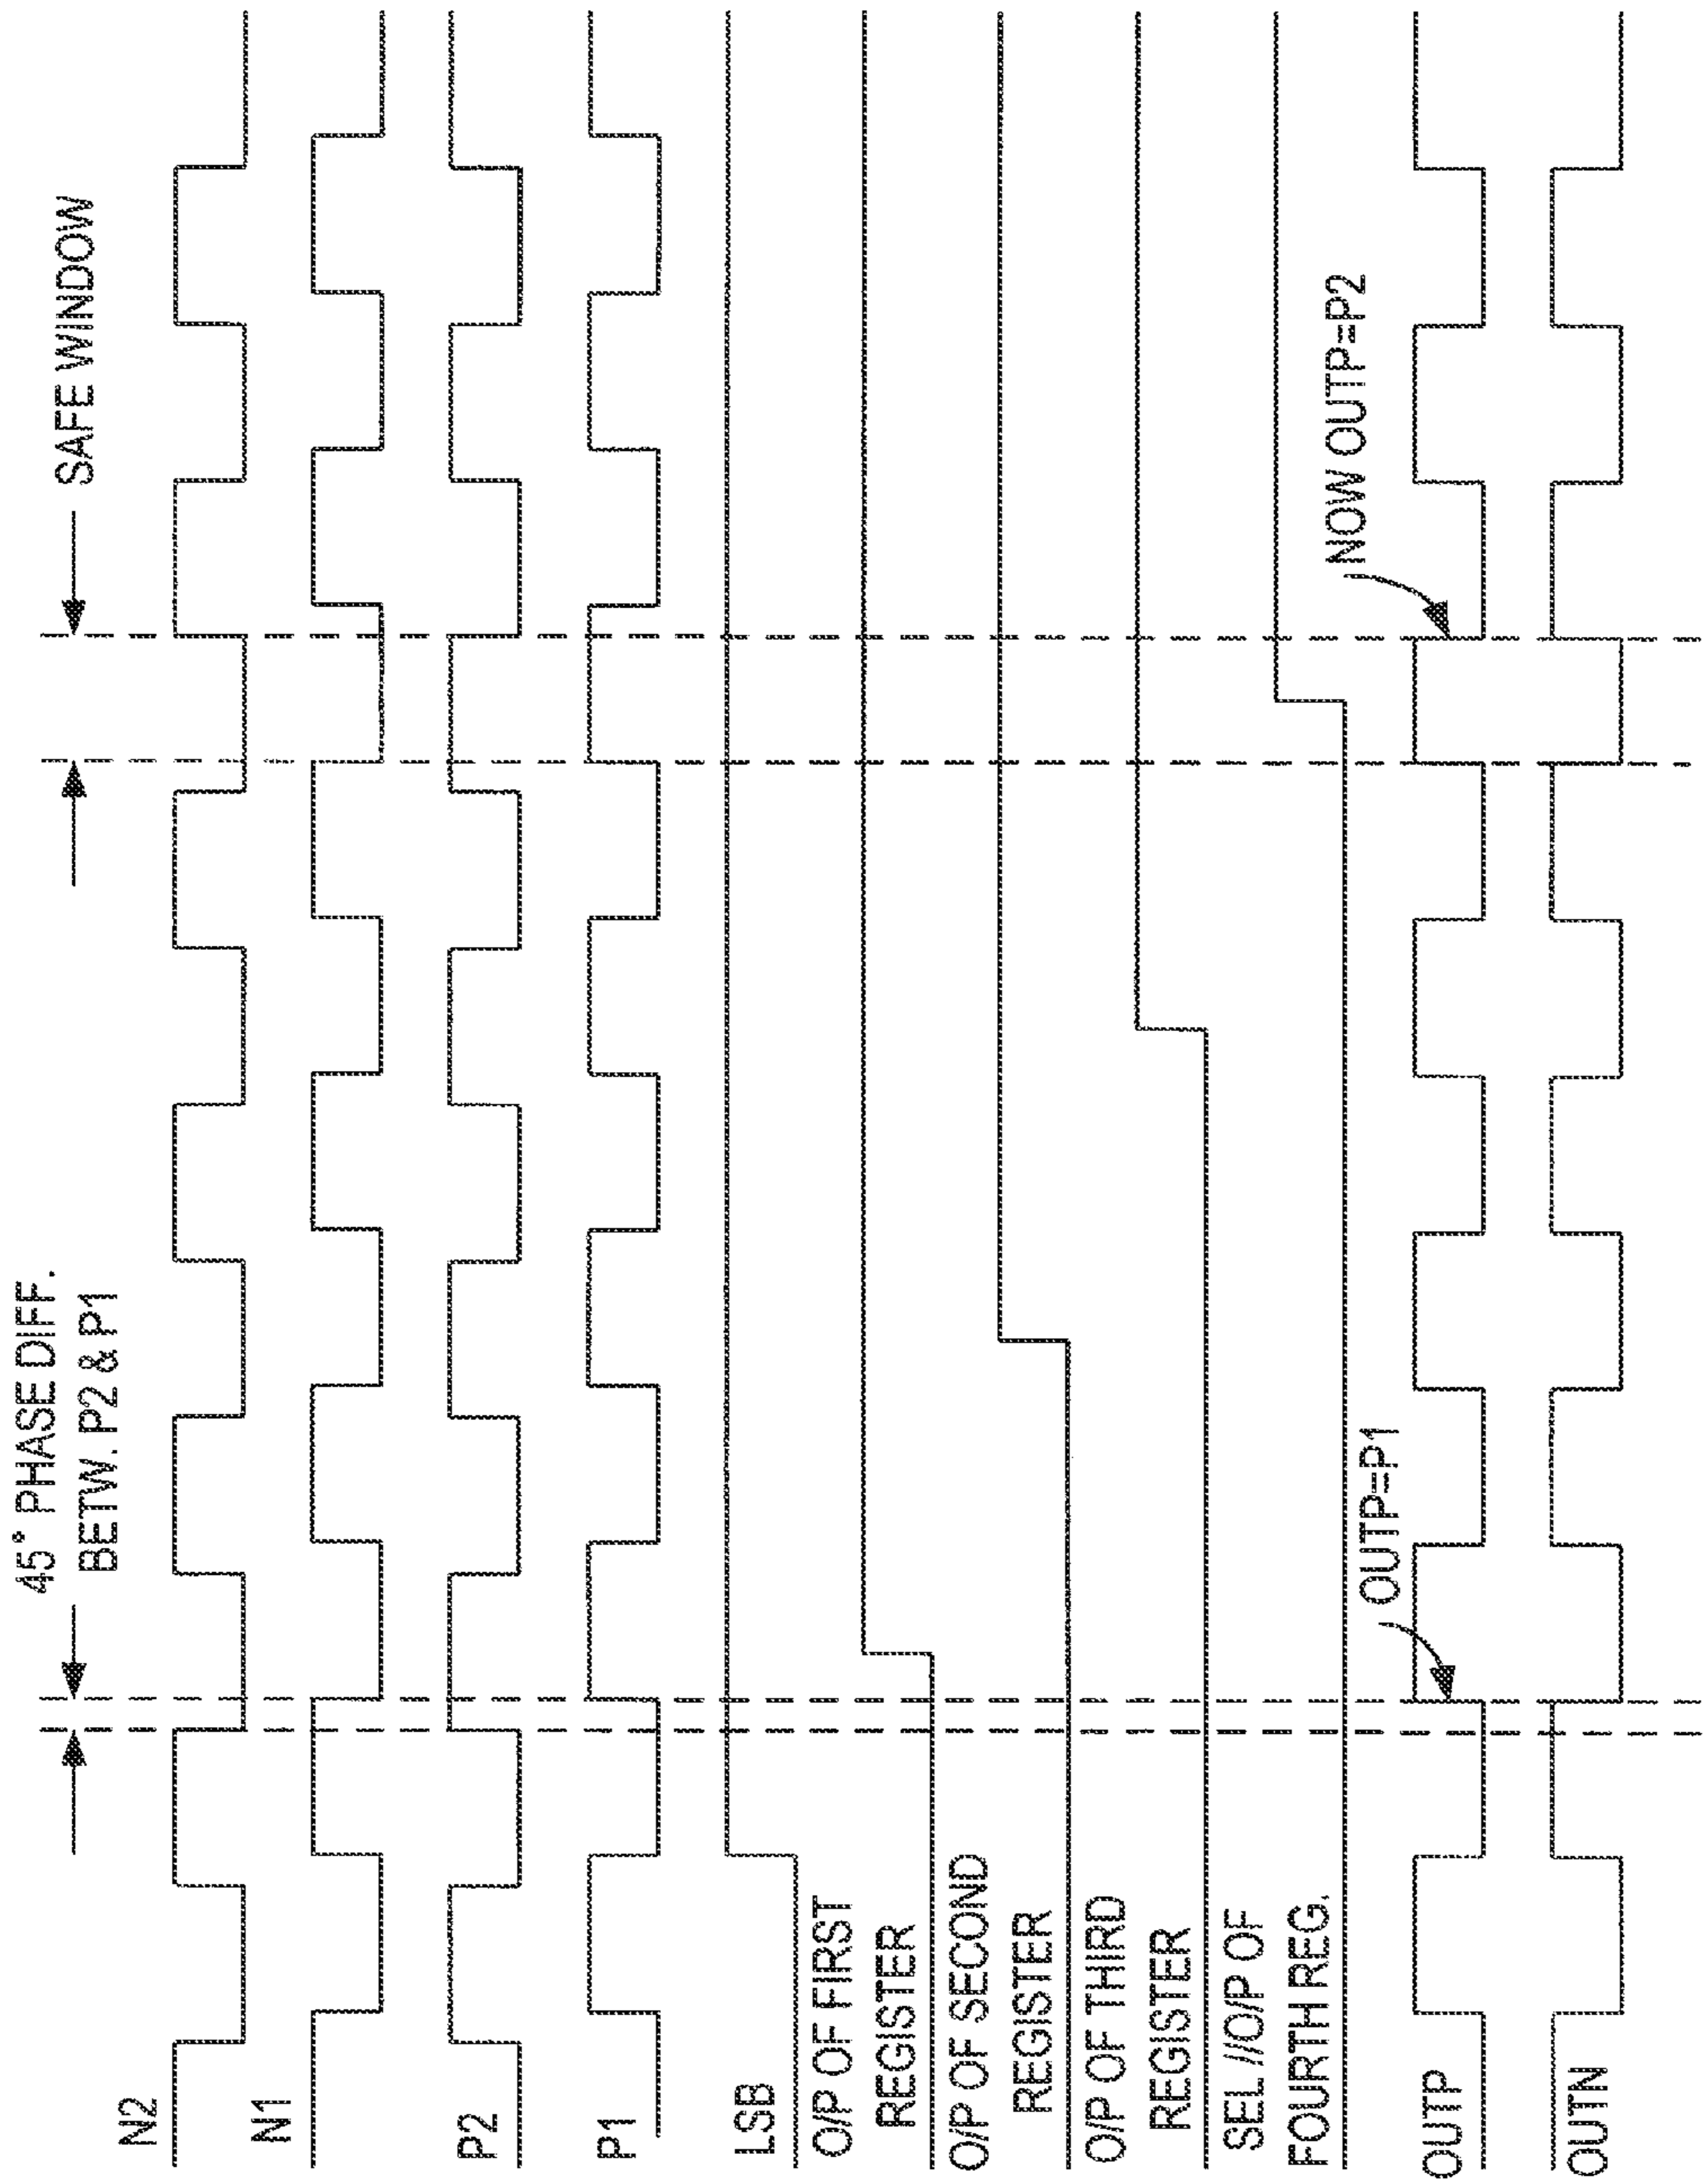 45° PHASE DIFF.
BETW. P2 & P1
SAFE WINDOW
N2
N1
P2
P1
LSB
O/P OF FIRST
REGISTER
O/P OF SECOND
REGISTER
O/P OF THIRD
REGISTER
SEL //O/P OF
FOURTH REG.
NOW OUTP=P2
OUTP=P1
OUTP
OUTN